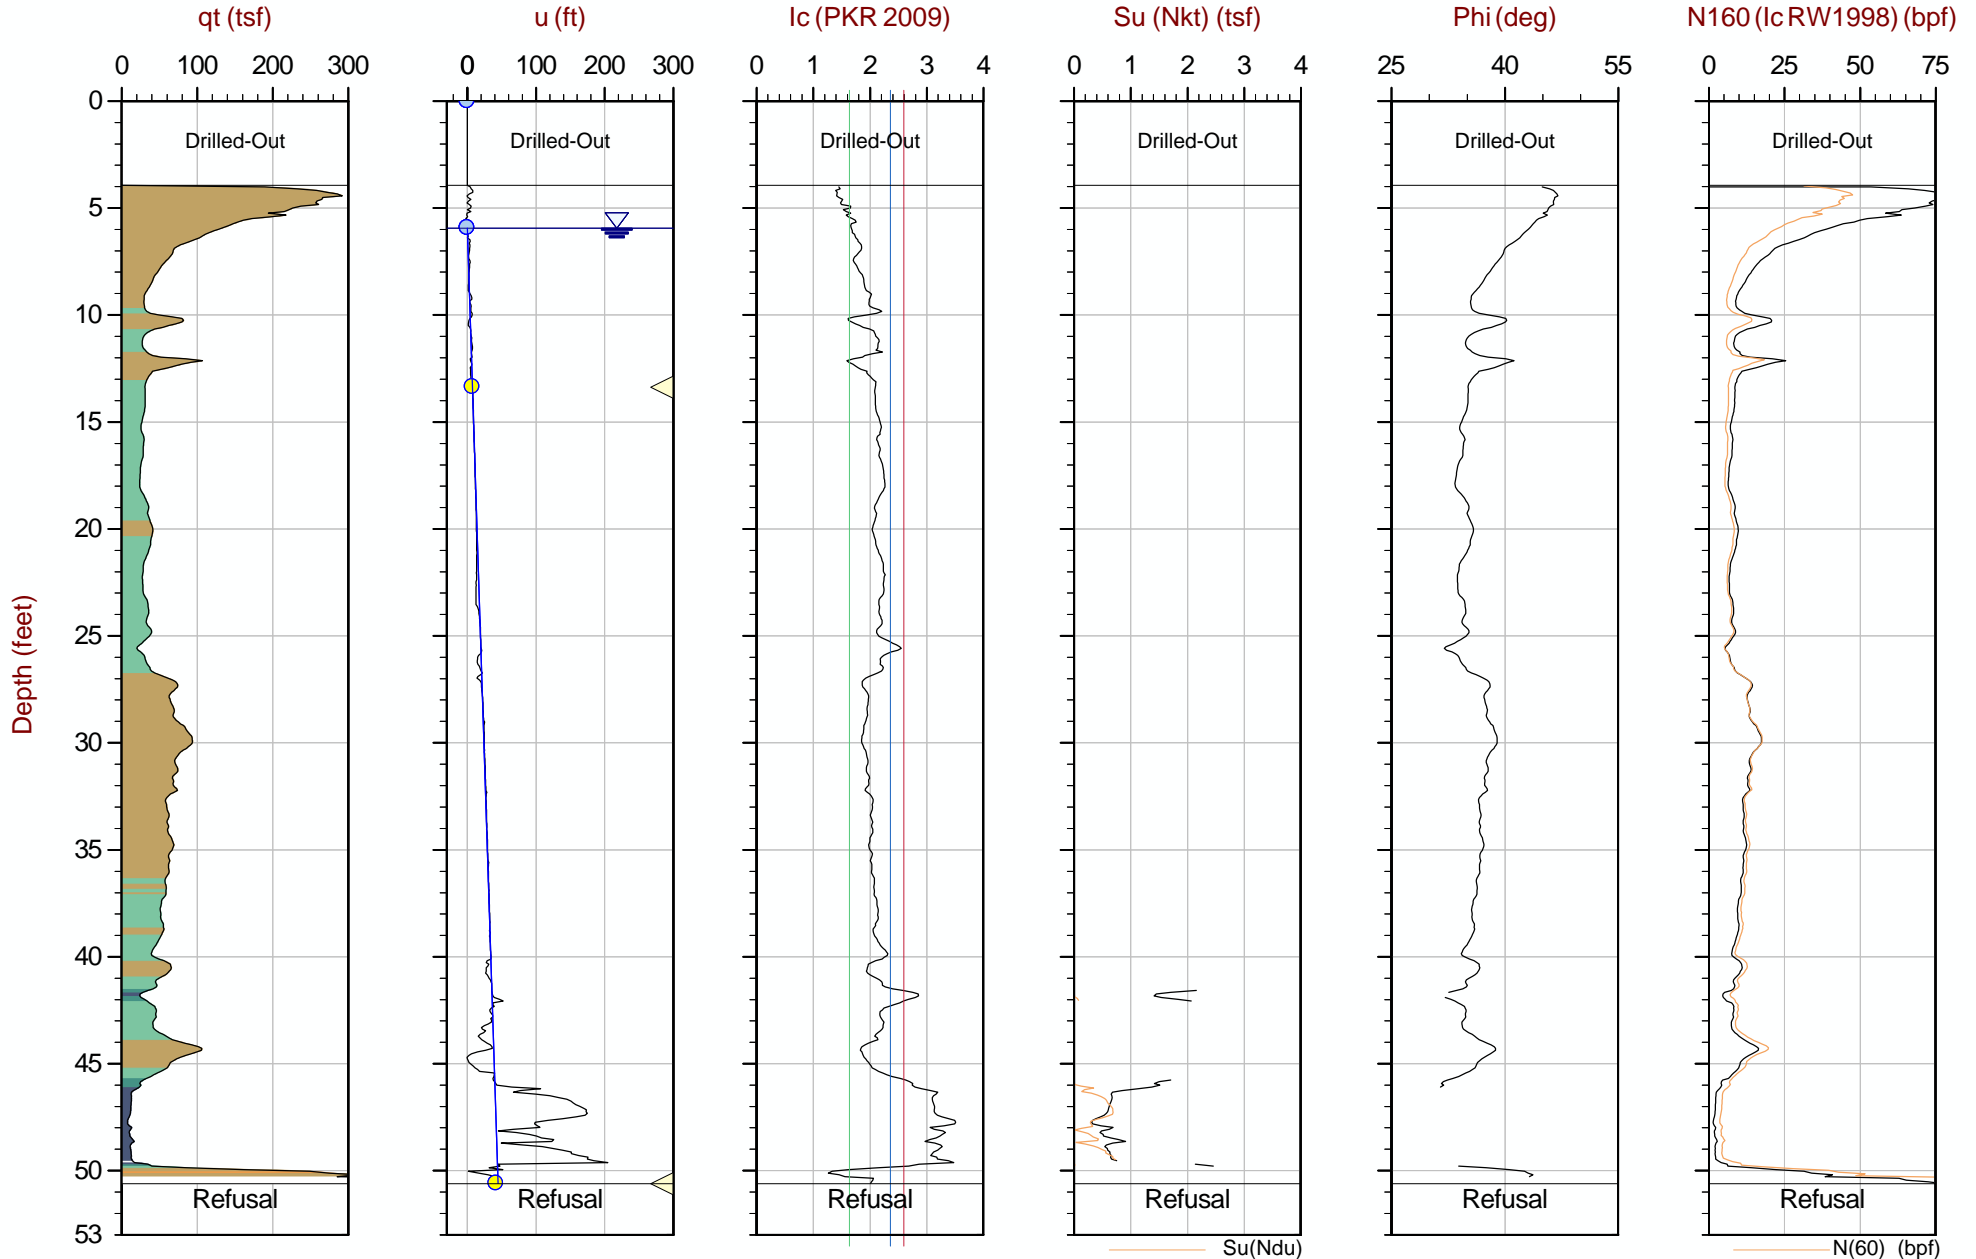 qt (tsf) u (ft) Ic (PKR 2009) Su (Nkt) (tsf) Phi (deg) N160 (Ic RW1998) (bpf)
0 100 200 300 0 0 100 200 300 0 1 2 3 4 0 1 2 3 4 25 40 55 0 25 50 75
0
Drilled-Out Drilled-Out Drilled-Out Drilled-Out Drilled-Out Drilled-Out
5
10
15
20
25
Depth (feet)
30
35
40
45
50
Refusal Refusal Refusal Refusal Refusal Refusal
53
Su(Ndu) N(60) (bpf)